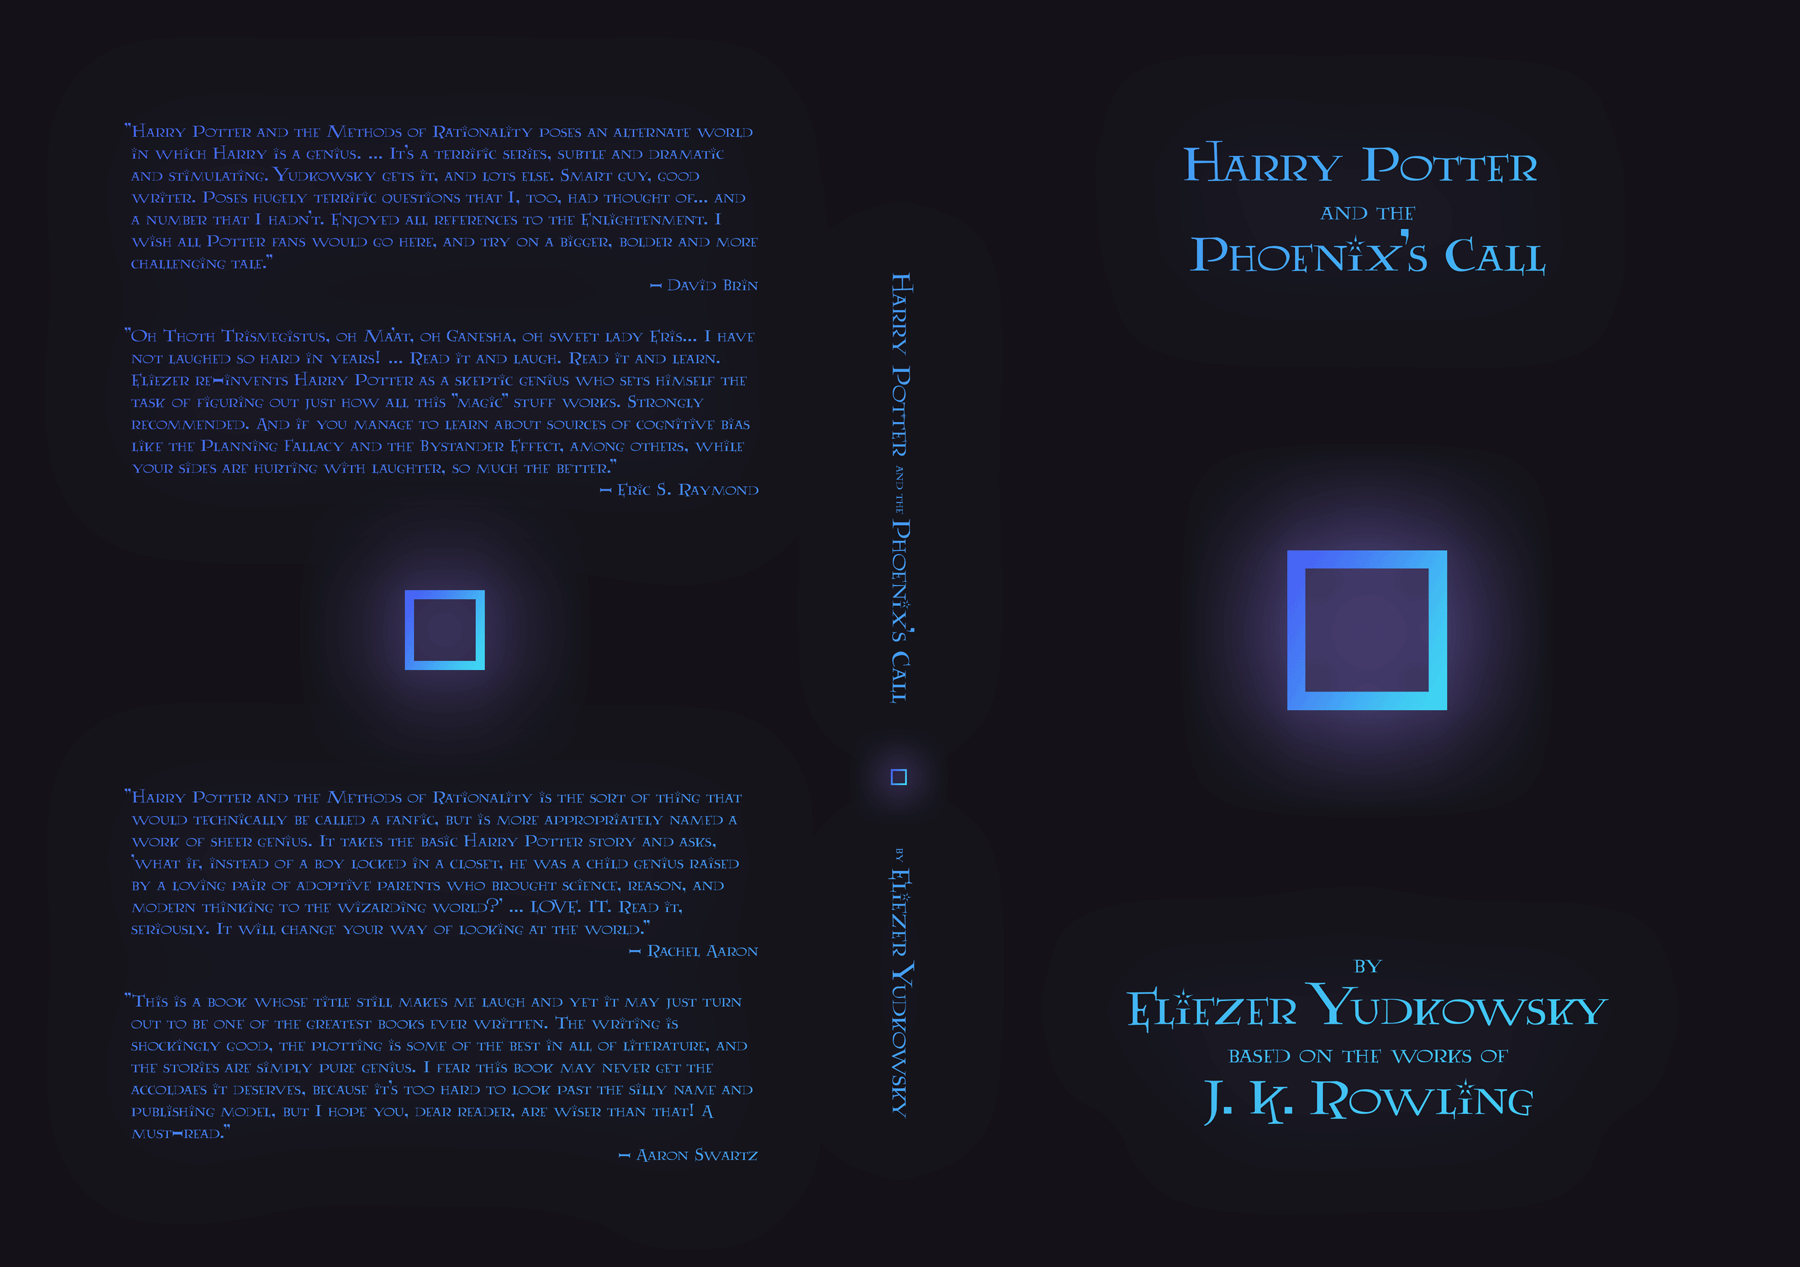 "Harry Potter and the Methods of Rationality poses an alternate world
in which Harry is a genius. ... It's a terrific series, subtle and dramatic
and stimulating. Yudkowsky gets it, and lots else. Smart guy, good
writer. Poses hugely terrific questions that I, too, had thought of... and
a number that I hadn't. Enjoyed all references to the Enlightenment. I
wish all Potter fans would go here, and try on a bigger, bolder and more
challenging tale."
— David Brin
"Oh Thoth Trismegistus, oh Ma'at, oh Ganesha, oh sweet lady Eris... I have
not laughed so hard in years! ... Read it and laugh. Read it and learn.
Eliezer re-invents Harry Potter as a skeptic genius who sets himself the
task of figuring out just how all this "magic" stuff works. Strongly
recommended. And if you manage to learn about sources of cognitive bias
like the Planning Fallacy and the Bystander Effect, among others, while
your sides are hurting with laughter, so much the better."
— Eric S. Raymond
"Harry Potter and the Methods of Rationality is the sort of thing that
would technically be called a fanfic, but is more appropriately named a
work of sheer genius. It takes the basic Harry Potter story and asks,
'what if, instead of a boy locked in a closet, he was a child genius raised
by a loving pair of adoptive parents who brought science, reason, and
modern thinking to the wizarding world?' ... LOVE. IT. Read it,
seriously. It will change your way of looking at the world."
— Rachel Aaron
"This is a book whose title still makes me laugh and yet it may just turn
out to be one of the greatest books ever written. The writing is
shockingly good, the plotting is some of the best in all of literature, and
the stories are simply pure genius. I fear this book may never get the
accoldaes it deserves, because it's too hard to look past the silly name and
publishing model, but I hope you, dear reader, are wiser than that! A
must-read."
— Aaron Swartz
Harry Potter and the Phoenix's Call
by Eliezer Yudkowsky
Harry Potter
and the
Phoenix's Call
by
Eliezer Yudkowsky
based on the works of
J. K. Rowling